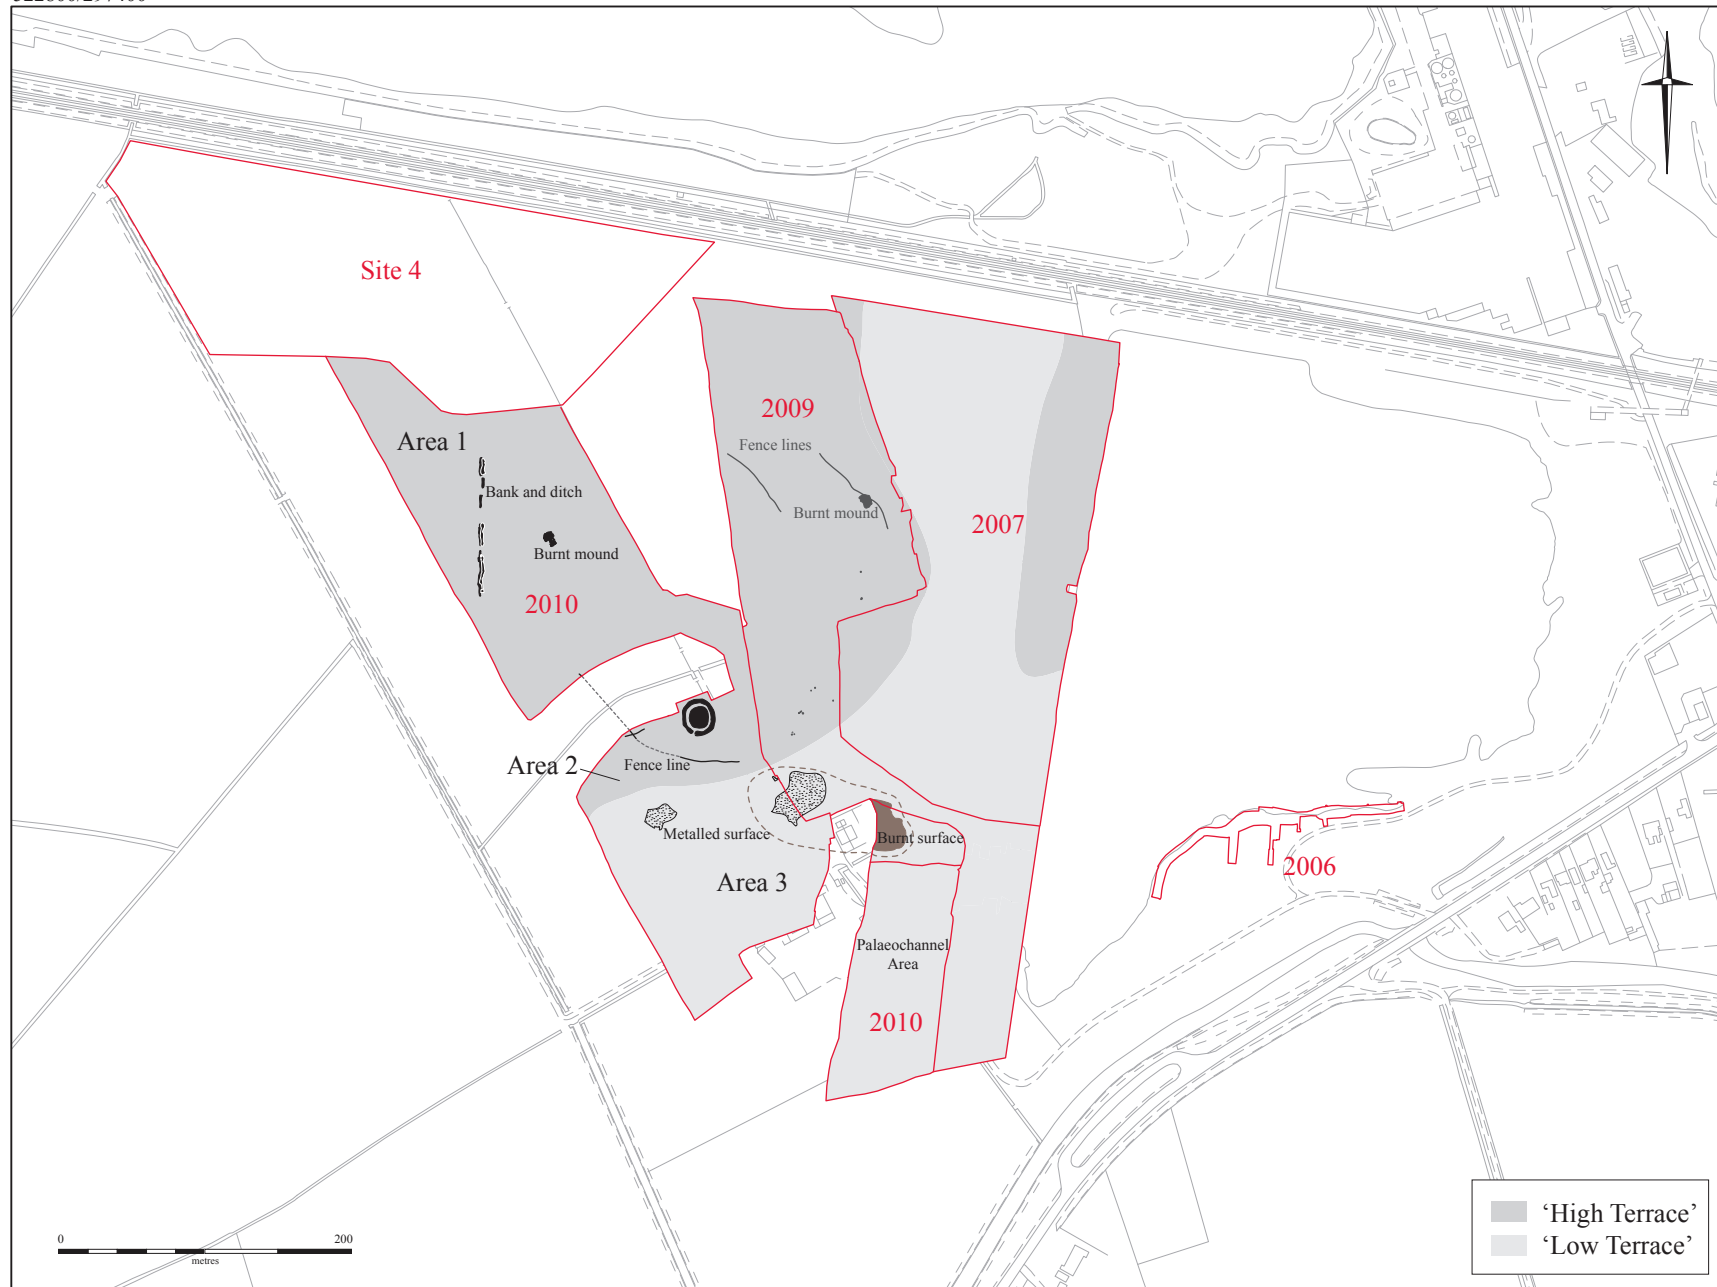 Site 4
2009
Fence lines
Area 1
Bank and ditch
Burnt mound
2007
Burnt mound
2010
Area 2
Fence line
Metalled surface
Burnt surface
2006
Area 3
Palaeochannel
Area
2010
‘High Terrace’
‘Low Terrace’
0
200
metres